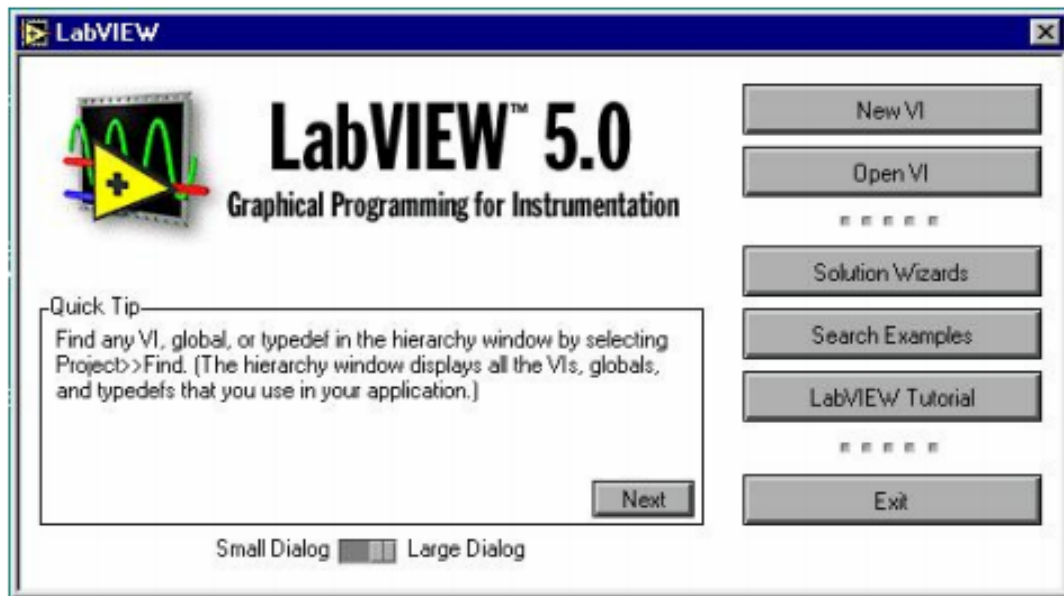 LabVIEW
LabVIEW™ 5.0
Graphical Programming for Instrumentation
Quick Tip
Find any VI, global, or typedef in the hierarchy window by selecting
Project>>Find. (The hierarchy window displays all the VIs, globals,
and typedefs that you use in your application.)
Next
Small Dialog Large Dialog
New VI
Open VI
Solution Wizards
Search Examples
LabVIEW Tutorial
Exit